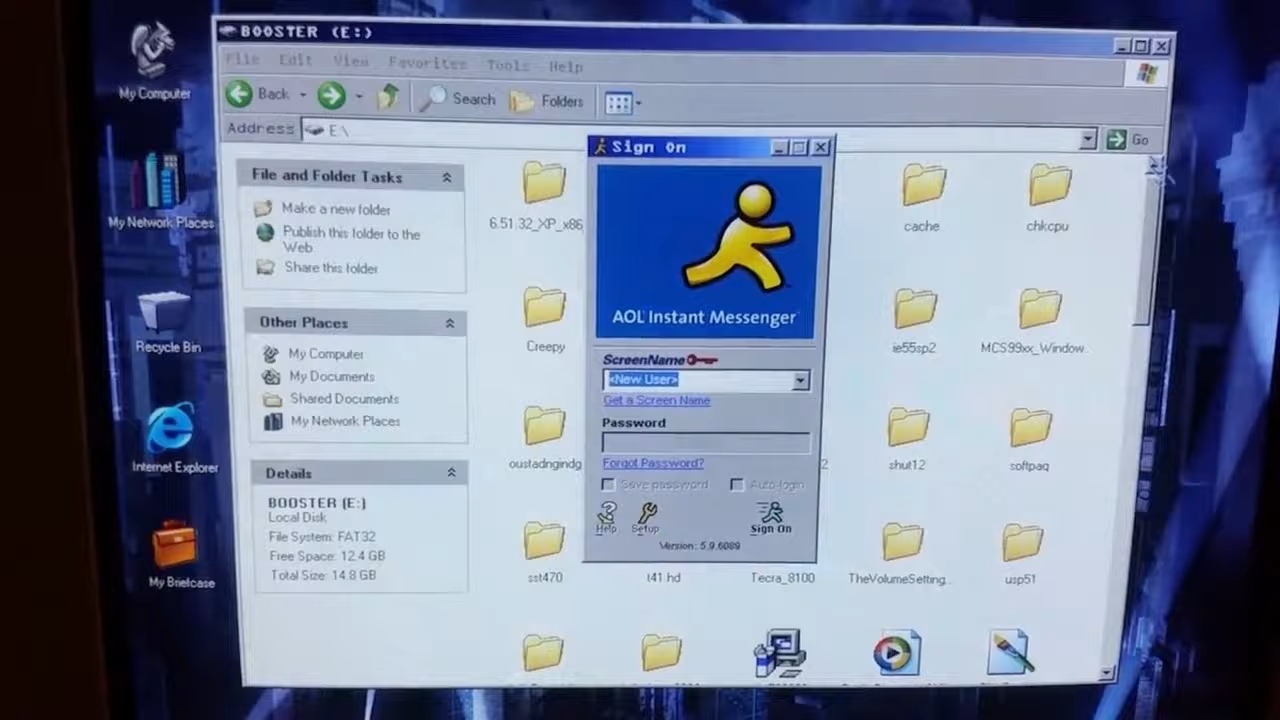 BOOSTER (E:)
File Edit View Favorites Tools Help
Back Search Folders
Address E:\ Go
My Computer
My Network Places
Recycle Bin
Internet Explorer
My Briefcase
File and Folder Tasks
Make a new folder
Publish this folder to the
Web
Share this folder
Other Places
My Computer
My Documents
Shared Documents
My Network Places
Details
BOOSTER (E:)
Local Disk
File System: FAT32
Free Space: 12.4 GB
Total Size: 14.8 GB
6.51.32_XP_x86
cache
chkcpu
Creepy
ie55sp2
MCS99xx_Window...
oustadngindg
2
shut12
softpaq
sst470
t41 hd
Tecra_8100
TheVolumeSetting...
usp51
Sign On
AOL Instant Messenger
ScreenName
<New User>
Get a Screen Name
Password
Forgot Password?
Save password Auto-login
Help Setup Sign On
Version: 5.9.6089